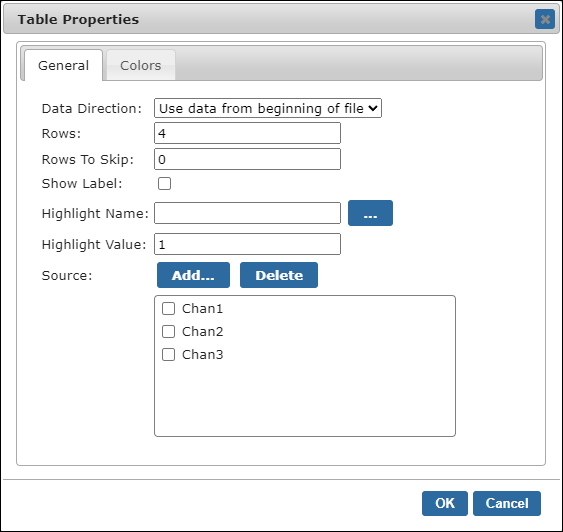 Table Properties
General Colors
Data Direction: Use data from beginning of file
Rows: 4
Rows To Skip: 0
Show Label:
Highlight Name: ...
Highlight Value: 1
Source: Add... Delete
Chan1
Chan2
Chan3
OK Cancel